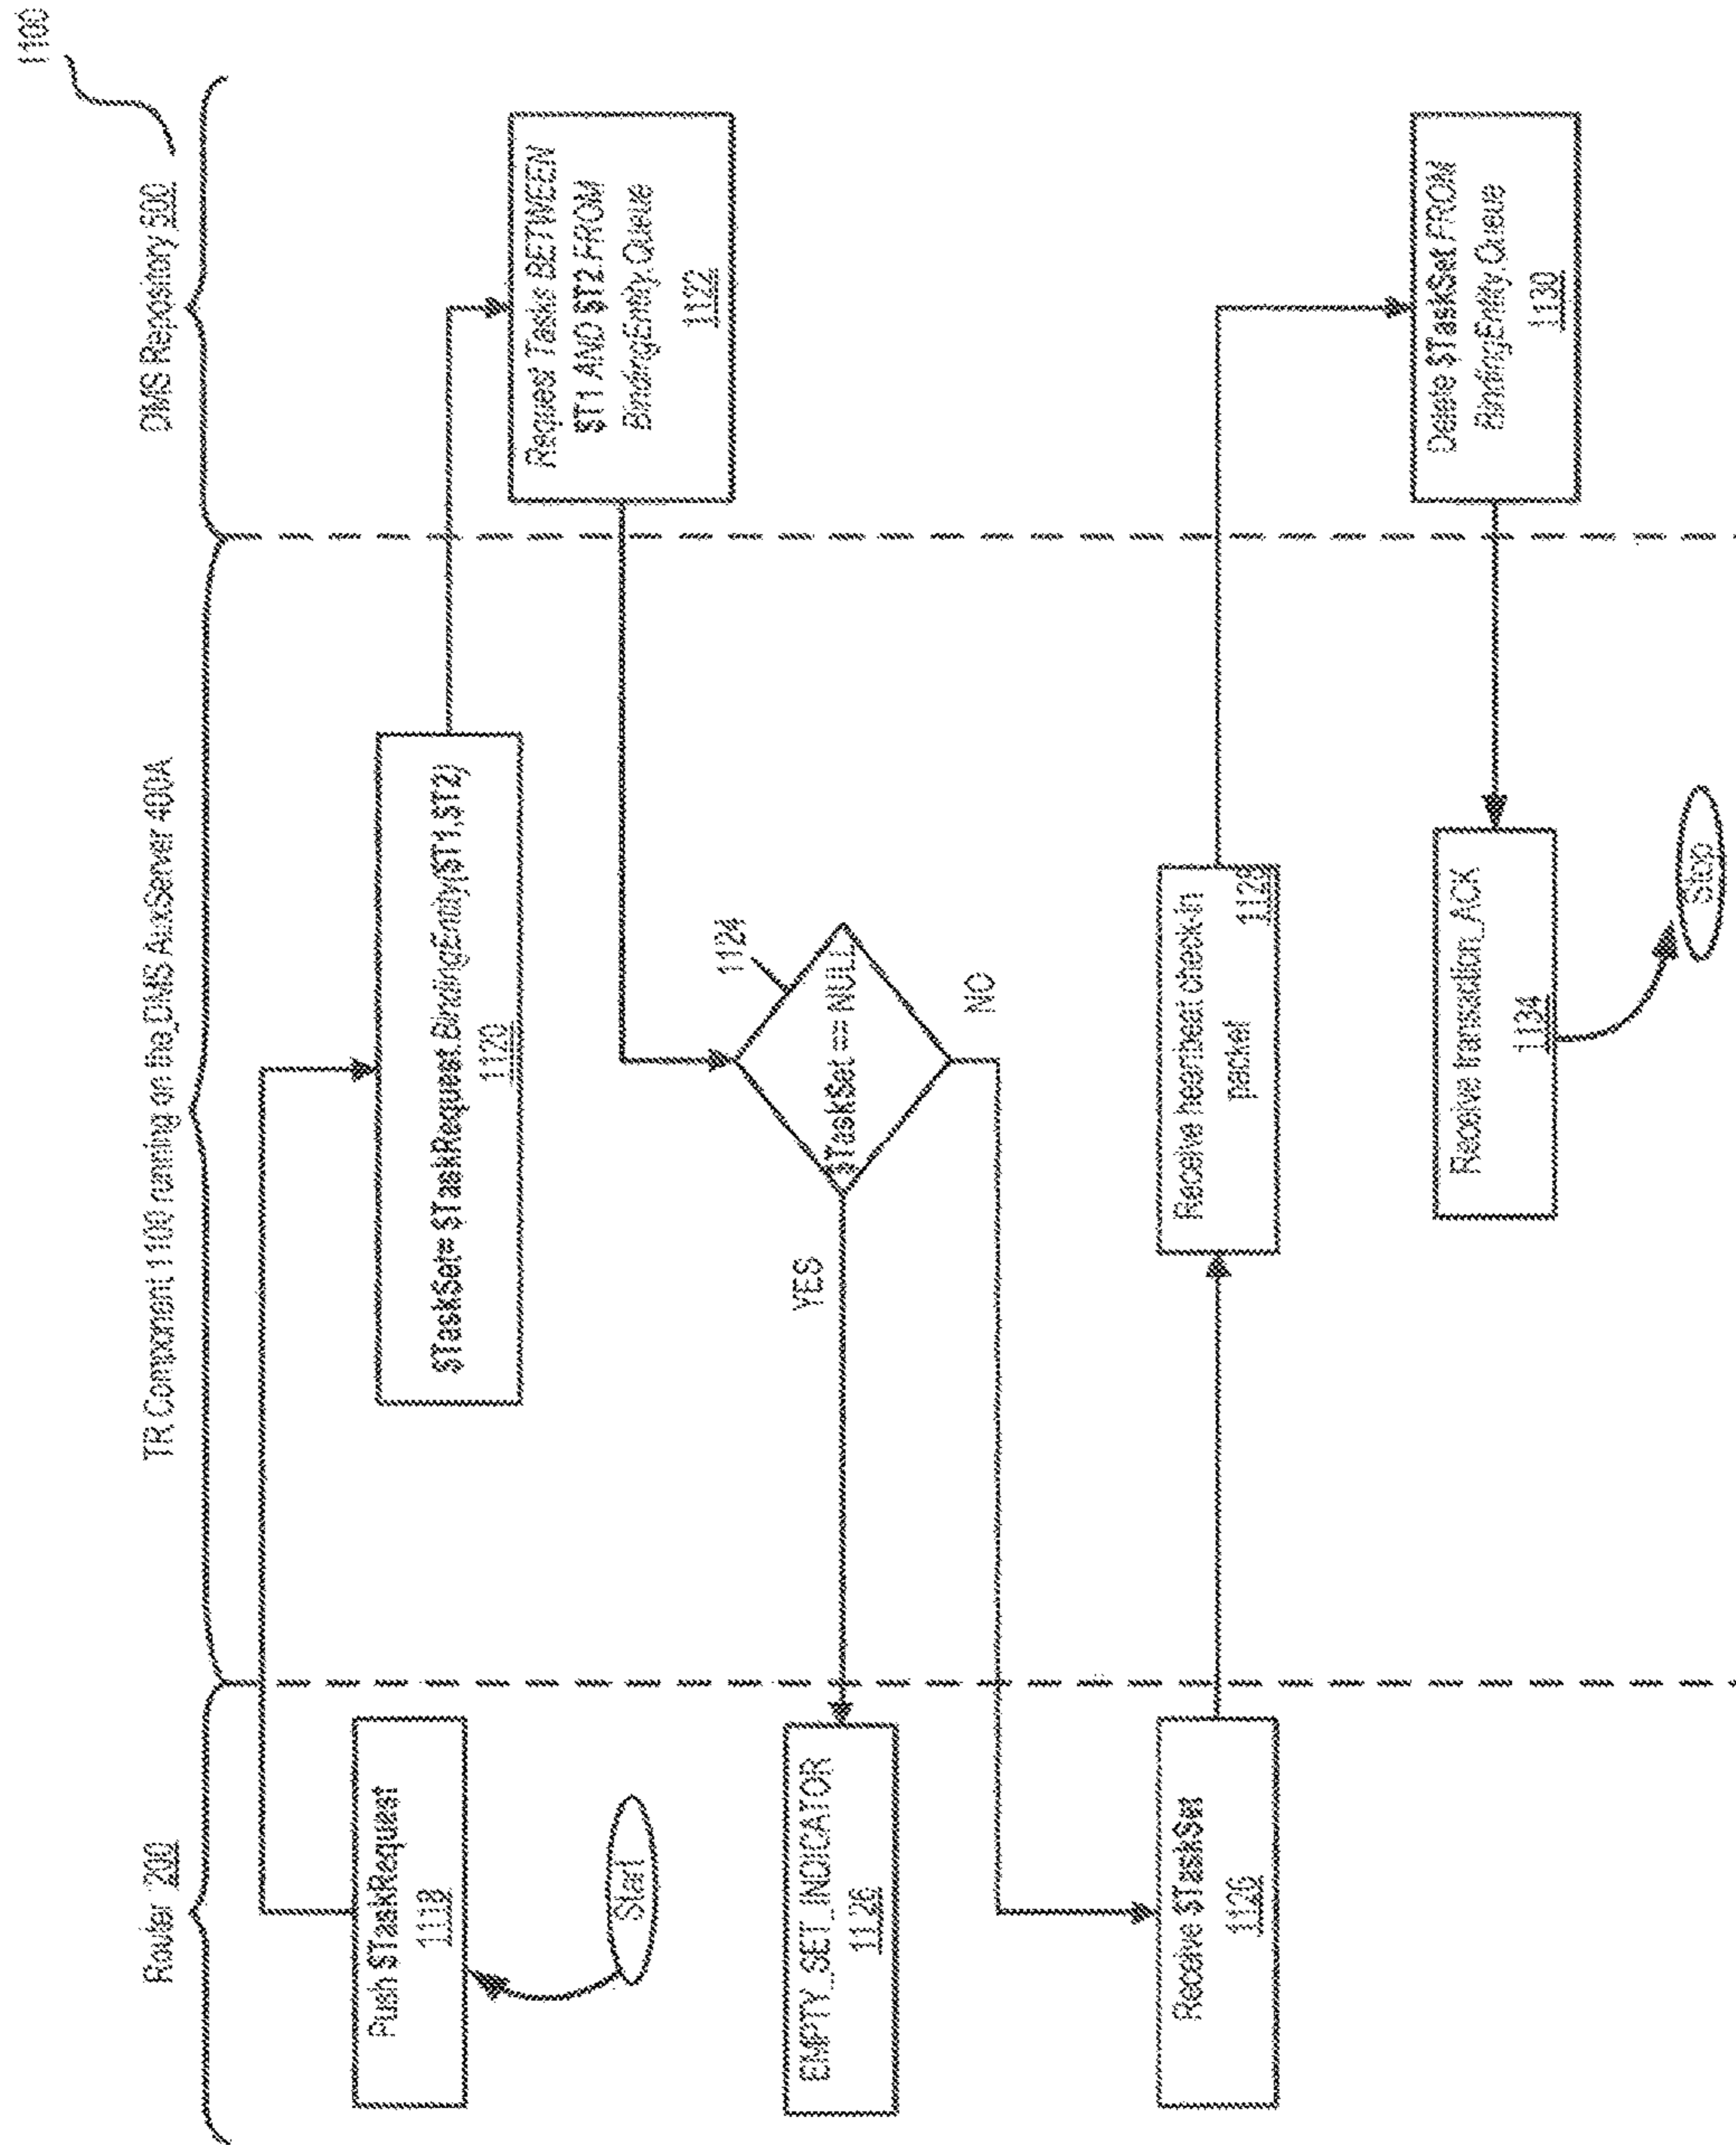 1100
Router 200
TR Component 1100 running on the DMS AuxServer 400A
DMS Repository 500
Push $TaskRequest
1118
Start
$TaskSet= $TaskRequest.BindingEntity($T1,$T2)
1120
Request Tasks BETWEEN
$T1 AND $T2 FROM
BindingEntity.Queue
1122
1124
$TaskSet == NULL
YES
NO
EMPTY_SET_INDICATOR
1126
Receive $TaskSet
1126
Receive heartbeat check-in
packet
1128
Delete $TaskSet FROM
BindingEntity.Queue
1130
Receive transaction_ACK
1134
Stop